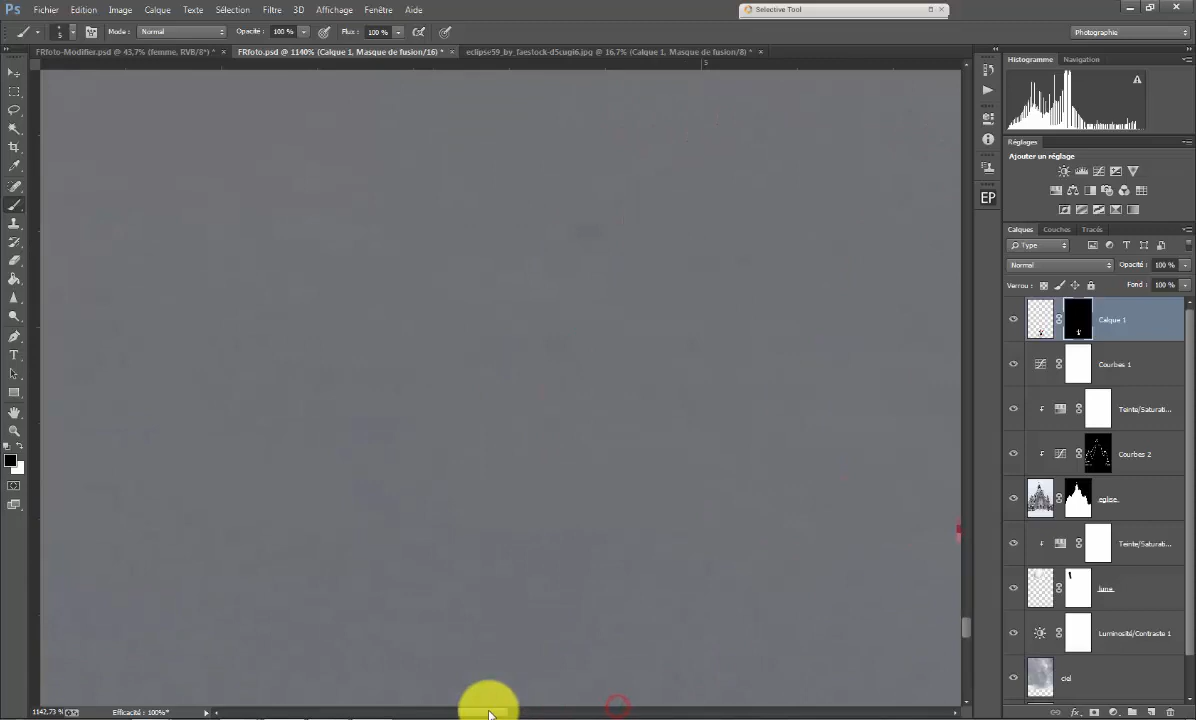 Ps Fichier Edition Image Calque Texte Sélection Filtre 3D Affichage Fenêtre Aide
Selective Tool
5 Mode : Normal Opacité : 100 % Flux : 100 % Photographie
FRfoto-Modifier.psd @ 43,7% (femme, RVB/8*) * × FRfoto.psd @ 1140% (Calque 1, Masque de fusion/16) * × eclipse59_by_faestock-d5cugi6.jpg @ 16,7% (Calque 1, Masque de fusion/8) * ×
5
Histogramme Navigation
Réglages
Ajouter un réglage
EP
Calques Couches Tracés
Type
Normal Opacité : 100 %
Verrou : Fond : 100 %
Calque 1
Courbes 1
Teinte/Saturati...
Courbes 2
eglise
Teinte/Saturati...
lune
Luminosité/Contraste 1
ciel
1142,73 % Efficacité : 100%*
fx